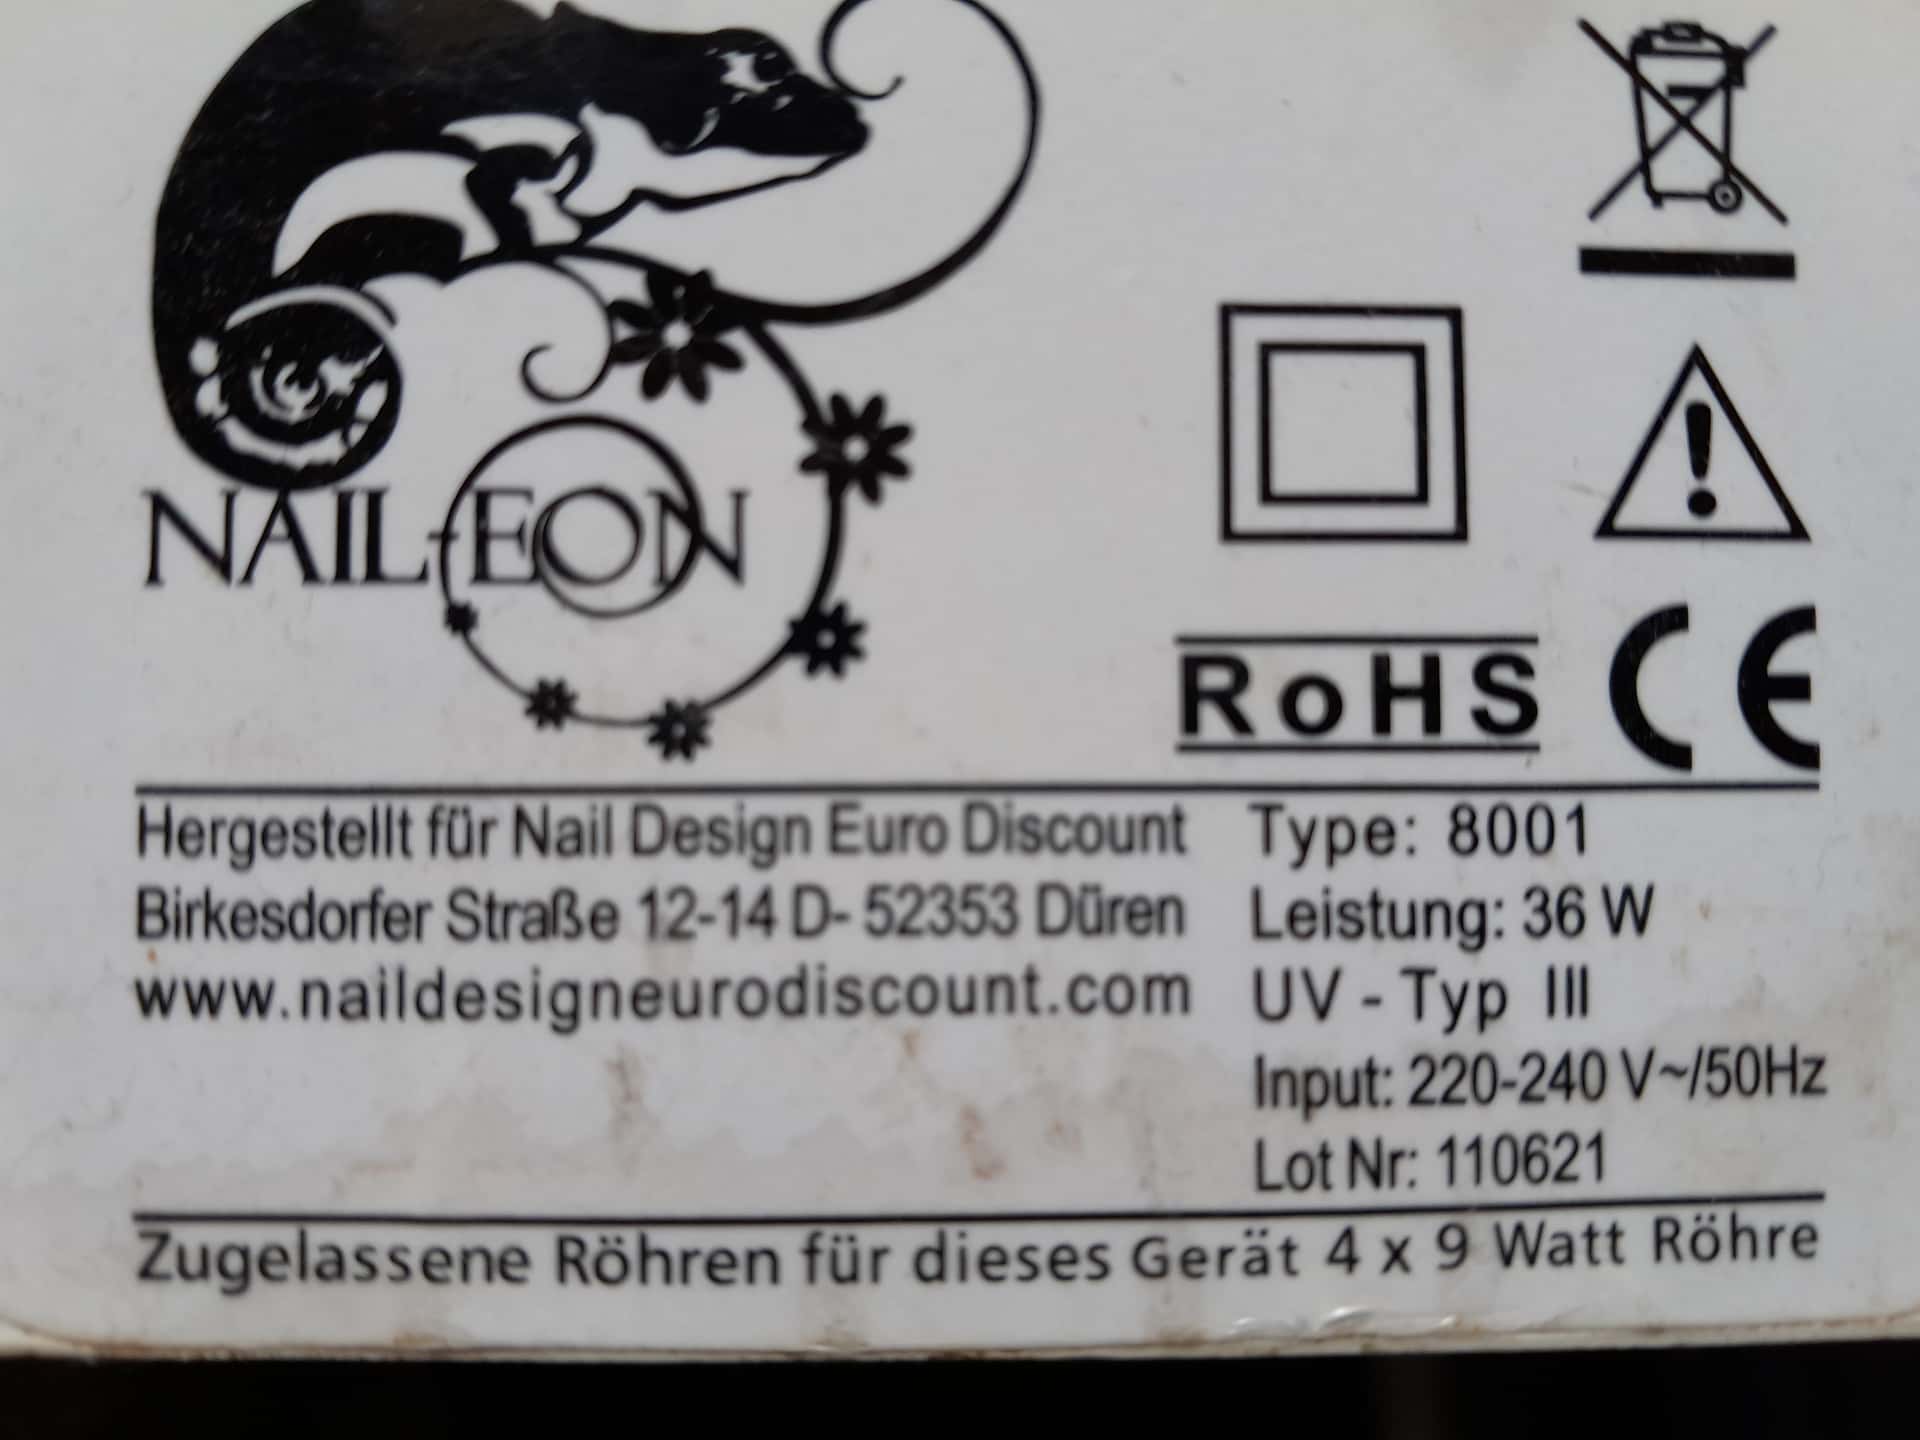 NAIL-EON
RoHS CE
Hergestellt für Nail Design Euro Discount
Birkesdorfer Straße 12-14 D- 52353 Düren
www.naildesigneurodiscount.com
Type: 8001
Leistung: 36 W
UV - Typ III
Input: 220-240 V~/50Hz
Lot Nr: 110621
Zugelassene Röhren für dieses Gerät 4 x 9 Watt Röhre